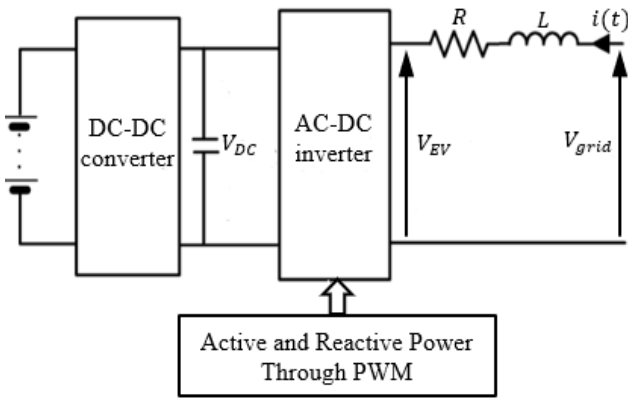 R L i(t)
DC-DC
converter
V_DC
AC-DC
inverter
V_EV
V_grid
Active and Reactive Power
Through PWM